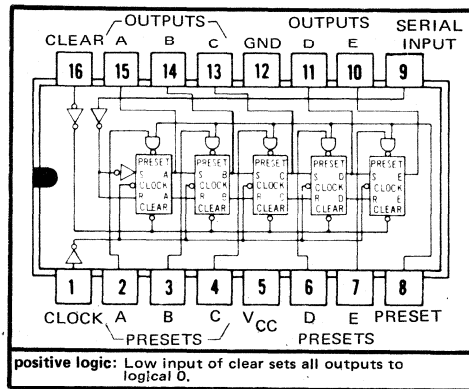 OUTPUTS OUTPUTS SERIAL
CLEAR A B C GND D E INPUT
16 15 14 13 12 11 10 9
PRESET PRESET PRESET PRESET PRESET
S A S B S C S D S E
CLOCK CLOCK CLOCK CLOCK CLOCK
R A R B R C R D R E
CLEAR CLEAR CLEAR CLEAR CLEAR
1 2 3 4 5 6 7 8
CLOCK A B C VCC D E PRESET
PRESETS PRESETS
positive logic: Low input of clear sets all outputs to
logical 0.